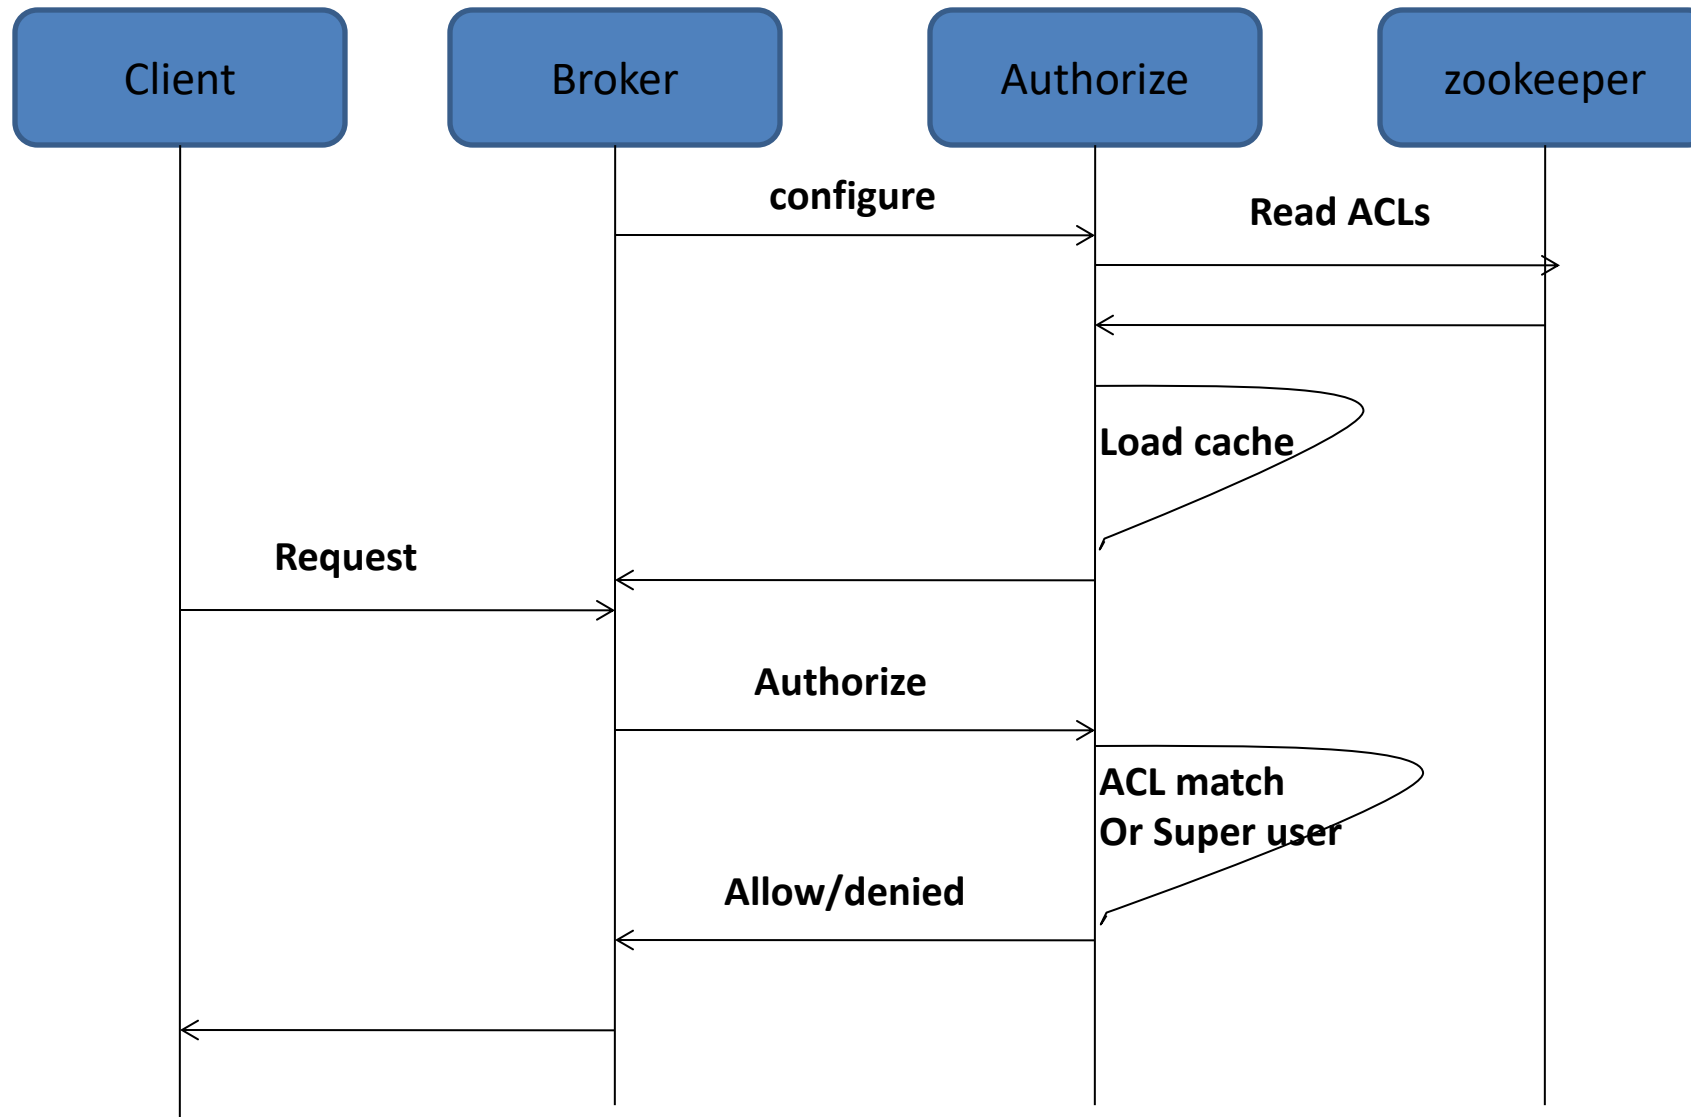 Client
Broker
Authorize
zookeeper
configure
Read ACLs
Load cache
Request
Authorize
ACL match
Or Super user
Allow/denied